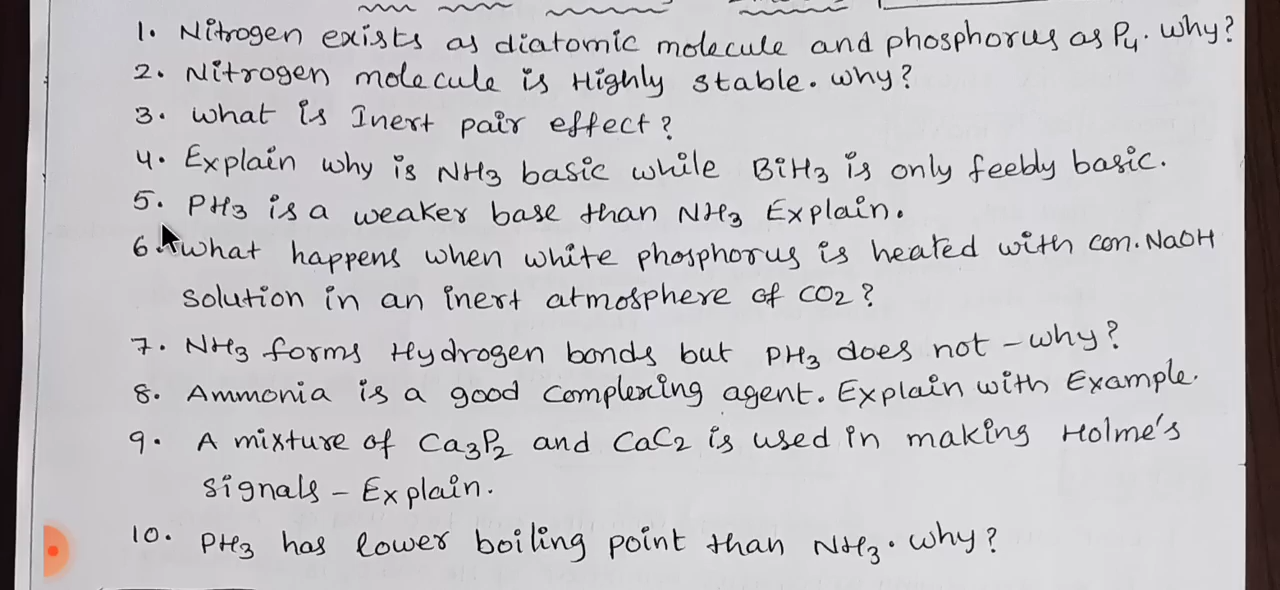 1. Nitrogen exists as diatomic molecule and phosphorus as P4. why?
2. Nitrogen molecule is Highly stable. why?
3. what is Inert pair effect?
4. Explain why is NH3 basic while BiH3 is only feebly basic.
5. PH3 is a weaker base than NH3 Explain.
6. what happens when white phosphorus is heated with con. NaOH
solution in an inert atmosphere of CO2?
7. NH3 forms Hydrogen bonds but PH3 does not - why?
8. Ammonia is a good complexing agent. Explain with Example.
9. A mixture of Ca3P2 and CaC2 is used in making Holme's
signals - Explain.
10. PH3 has lower boiling point than NH3. why?